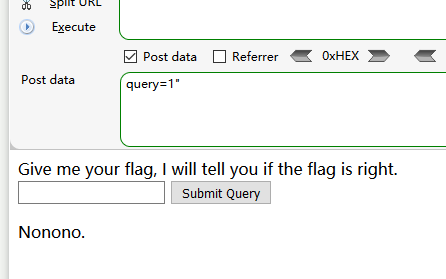 Split URL
Execute
Post data Referrer 0xHEX
Post data
query=1"
Give me your flag, I will tell you if the flag is right.
Submit Query
Nonono.